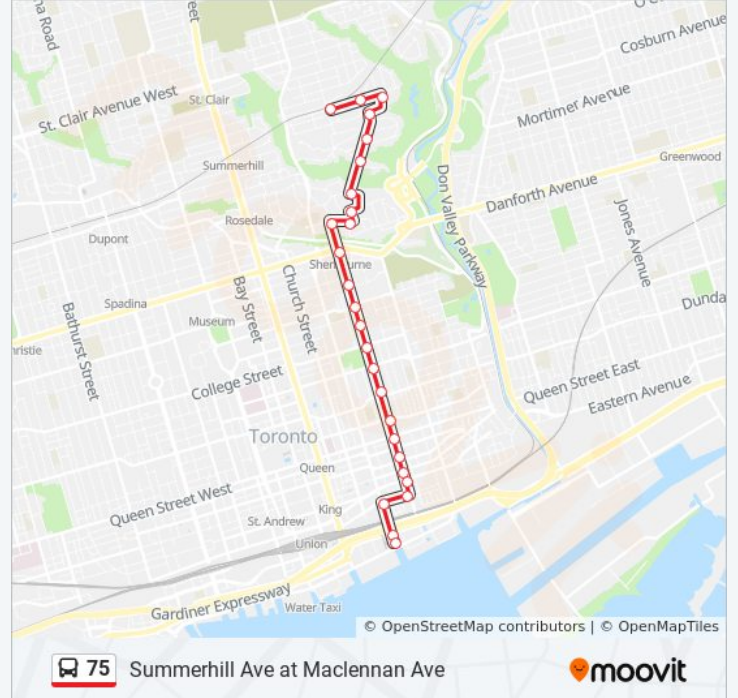 St. Clair Avenue West
St. Clair
Cosburn Avenue
Mortimer Avenue
Summerhill
Greenwood
Danforth Avenue
Don Valley Parkway
Jones Avenue
Rosedale
Dupont
Sherbourne
Spadina
Bay Street
Church Street
Museum
Bathurst Street
ristie
Dunda
College Street
Queen Street East
Eastern Avenue
Toronto
Queen
Queen Street West
King
St. Andrew
Union
Gardiner Expressway
Water Taxi
© OpenStreetMap contributors | © OpenMapTiles
75 Summerhill Ave at Maclennan Ave
moovit